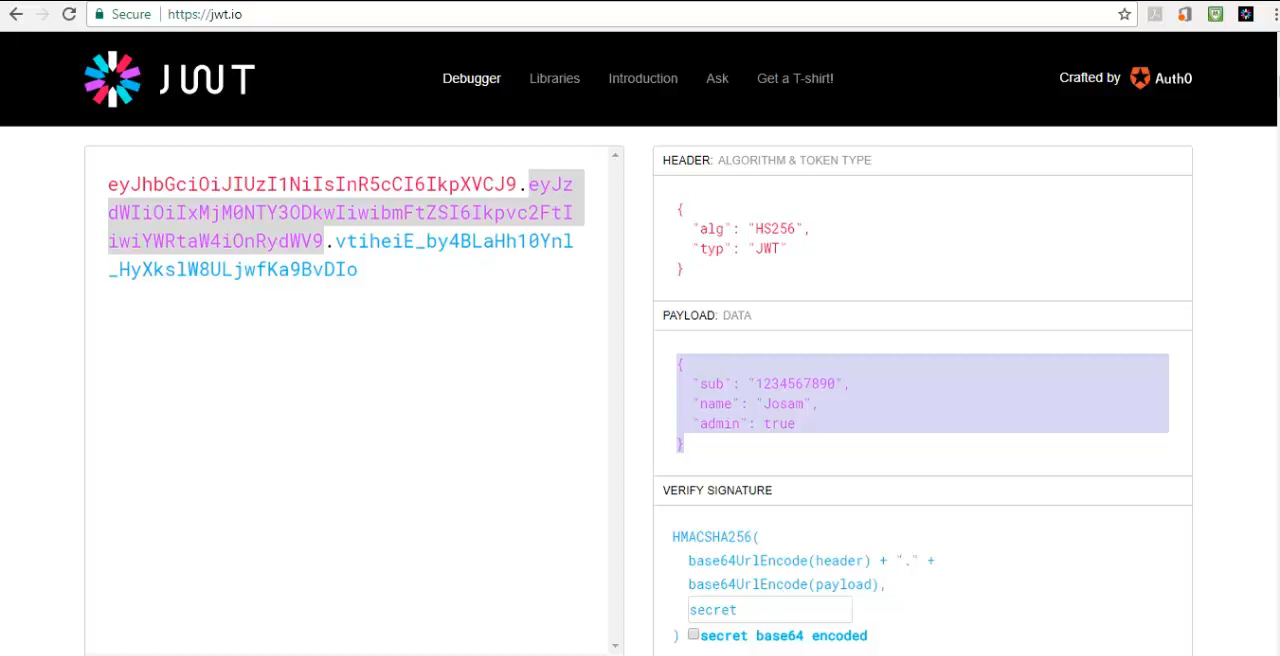 Secure | https://jwt.io
JWT
Debugger Libraries Introduction Ask Get a T-shirt! Crafted by Auth0
eyJhbGciOiJIUzI1NiIsInR5cCI6IkpXVCJ9.eyJz
dWIiOiIxMjM0NTY3ODkwIiwibmFtZSI6Ikpvc2FtI
iwiYWRtaW4iOnRydWV9.vtiheiE_by4BLaHh10Ynl
_HyXkslW8ULjwfKa9BvDIo
HEADER: ALGORITHM & TOKEN TYPE
{
"alg": "HS256",
"typ": "JWT"
}
PAYLOAD: DATA
{
"sub": "1234567890",
"name": "Josam",
"admin": true
}
VERIFY SIGNATURE
HMACSHA256(
base64UrlEncode(header) + "." +
base64UrlEncode(payload),
secret
) secret base64 encoded